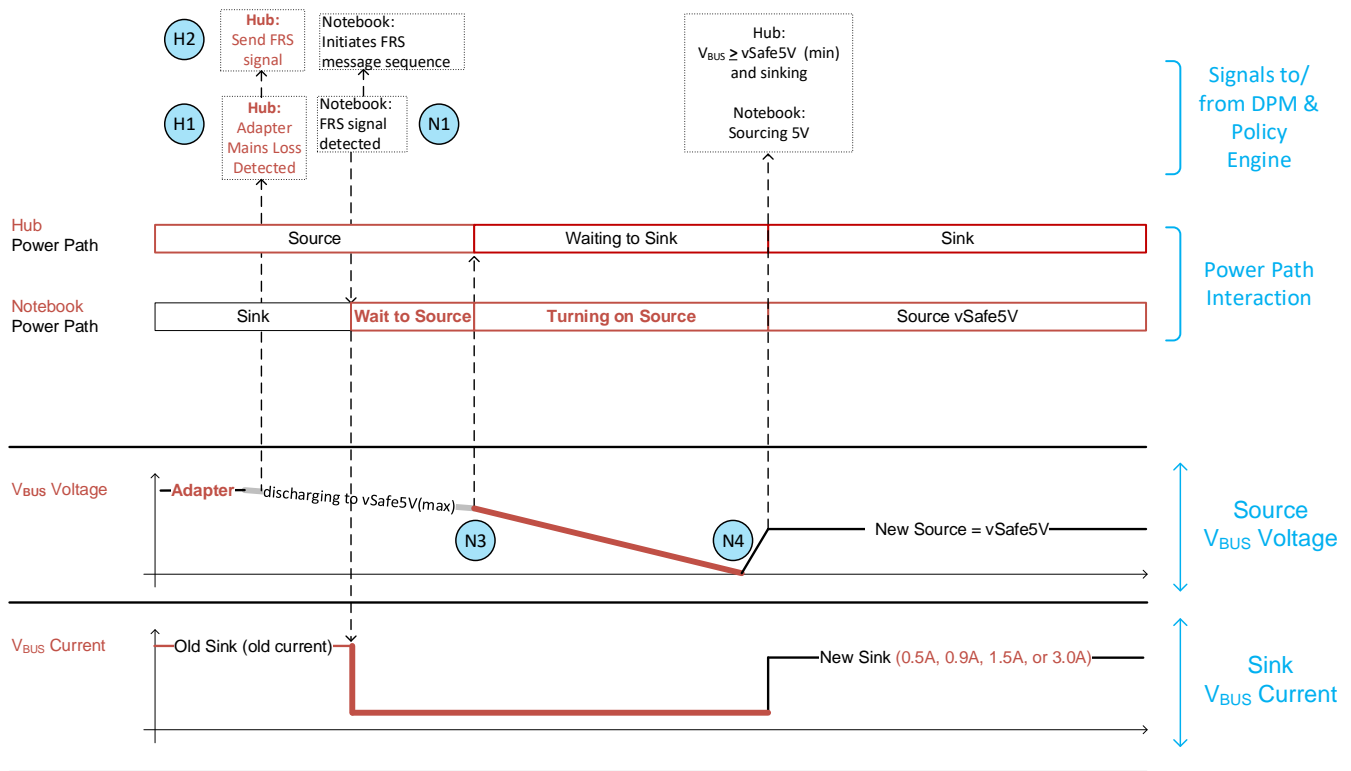 H2
Hub:
Send FRS
signal
Notebook:
Initiates FRS
message sequence
Hub:
VBUS ≥ vSafe5V (min)
and sinking
Notebook:
Sourcing 5V
Signals to/
from DPM &
Policy
Engine
H1
Hub:
Adapter
Mains Loss
Detected
Notebook:
FRS signal
detected
N1
Hub
Power Path
Source
Waiting to Sink
Sink
Power Path
Interaction
Notebook
Power Path
Sink
Wait to Source
Turning on Source
Source vSafe5V
VBUS Voltage
Adapter
discharging to vSafe5V(max)
N3
N4
New Source = vSafe5V
Source
VBUS Voltage
VBUS Current
Old Sink (old current)
New Sink (0.5A, 0.9A, 1.5A, or 3.0A)
Sink
VBUS Current